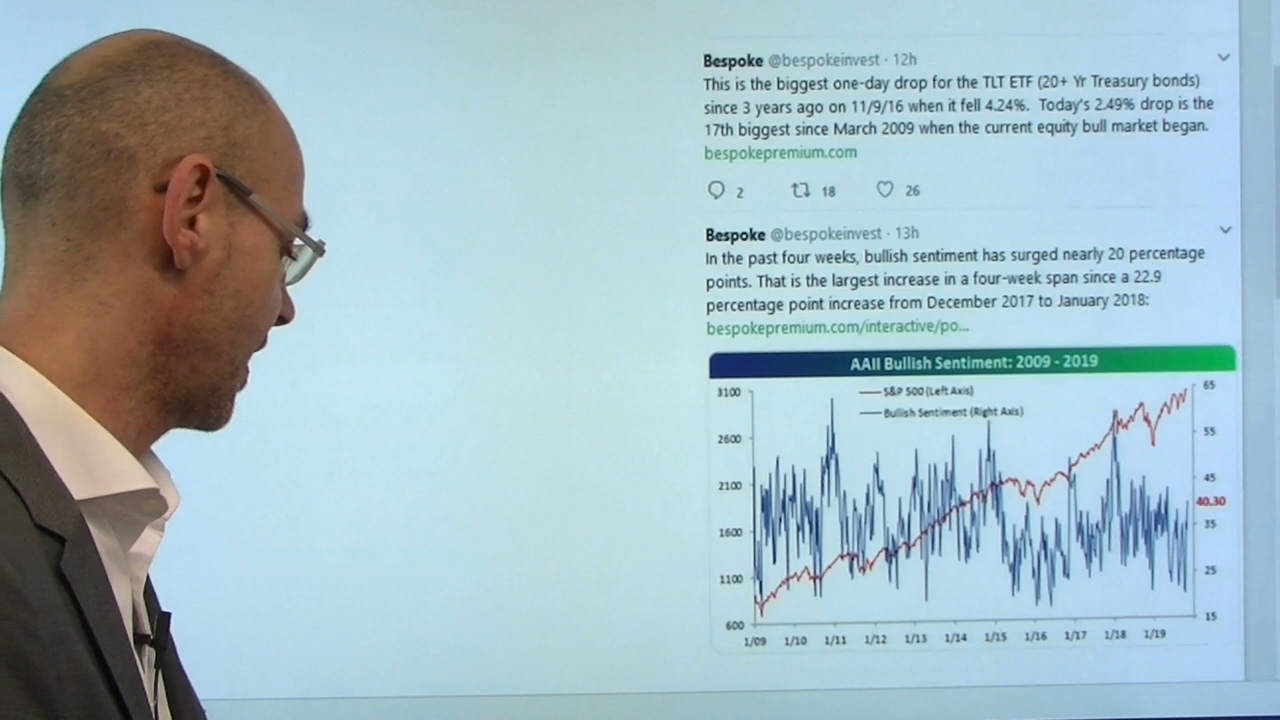 Bespoke @bespokeinvest · 12h
This is the biggest one-day drop for the TLT ETF (20+ Yr Treasury bonds)
since 3 years ago on 11/9/16 when it fell 4.24%. Today's 2.49% drop is the
17th biggest since March 2009 when the current equity bull market began.
bespokepremium.com
2 18 26
Bespoke @bespokeinvest · 13h
In the past four weeks, bullish sentiment has surged nearly 20 percentage
points. That is the largest increase in a four-week span since a 22.9
percentage point increase from December 2017 to January 2018:
bespokepremium.com/interactive/po...
AAII Bullish Sentiment: 2009 - 2019
S&P 500 (Left Axis)
Bullish Sentiment (Right Axis)
3100
2600
2100
1600
1100
600
65
55
45
40.30
35
25
15
1/09 1/10 1/11 1/12 1/13 1/14 1/15 1/16 1/17 1/18 1/19